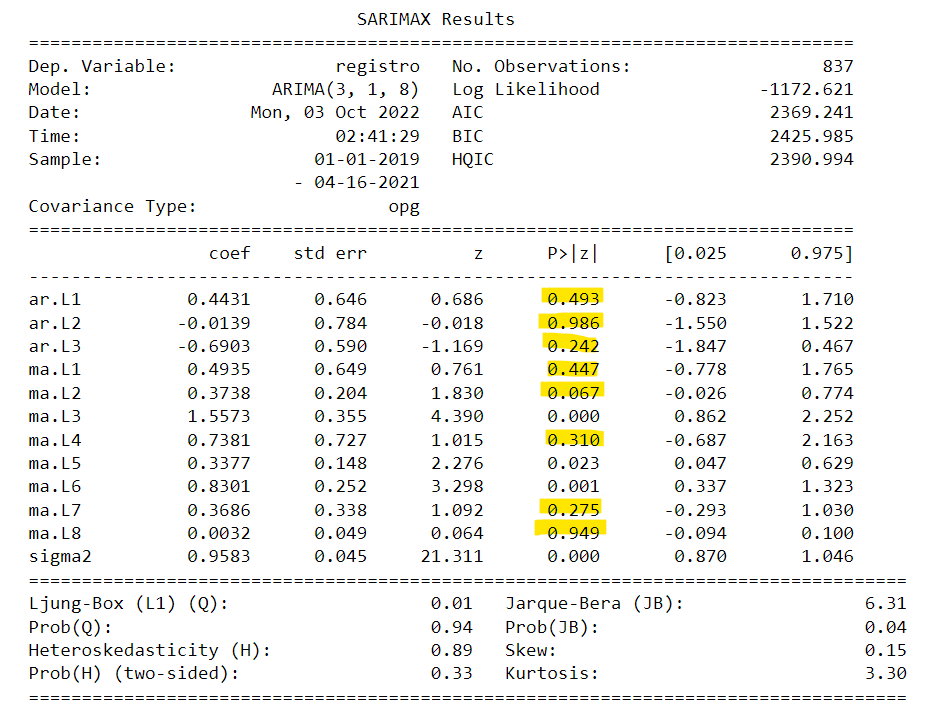 SARIMAX Results
==============================================================================
Dep. Variable: registro No. Observations: 837
Model: ARIMA(3, 1, 8) Log Likelihood -1172.621
Date: Mon, 03 Oct 2022 AIC 2369.241
Time: 02:41:29 BIC 2425.985
Sample: 01-01-2019 HQIC 2390.994
- 04-16-2021
Covariance Type: opg
==============================================================================
coef std err z P>|z| [0.025 0.975]
------------------------------------------------------------------------------
ar.L1 0.4431 0.646 0.686 0.493 -0.823 1.710
ar.L2 -0.0139 0.784 -0.018 0.986 -1.550 1.522
ar.L3 -0.6903 0.590 -1.169 0.242 -1.847 0.467
ma.L1 0.4935 0.649 0.761 0.447 -0.778 1.765
ma.L2 0.3738 0.204 1.830 0.067 -0.026 0.774
ma.L3 1.5573 0.355 4.390 0.000 0.862 2.252
ma.L4 0.7381 0.727 1.015 0.310 -0.687 2.163
ma.L5 0.3377 0.148 2.276 0.023 0.047 0.629
ma.L6 0.8301 0.252 3.298 0.001 0.337 1.323
ma.L7 0.3686 0.338 1.092 0.275 -0.293 1.030
ma.L8 0.0032 0.049 0.064 0.949 -0.094 0.100
sigma2 0.9583 0.045 21.311 0.000 0.870 1.046
===================================================================================
Ljung-Box (L1) (Q): 0.01 Jarque-Bera (JB): 6.31
Prob(Q): 0.94 Prob(JB): 0.04
Heteroskedasticity (H): 0.89 Skew: 0.15
Prob(H) (two-sided): 0.33 Kurtosis: 3.30
===================================================================================